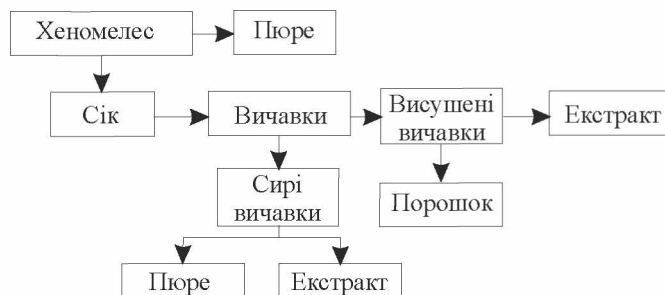 Хеномелес
Пюре
Сік
Вичавки
Висушені
вичавки
Екстракт
Сирі
вичавки
Порошок
Пюре
Екстракт